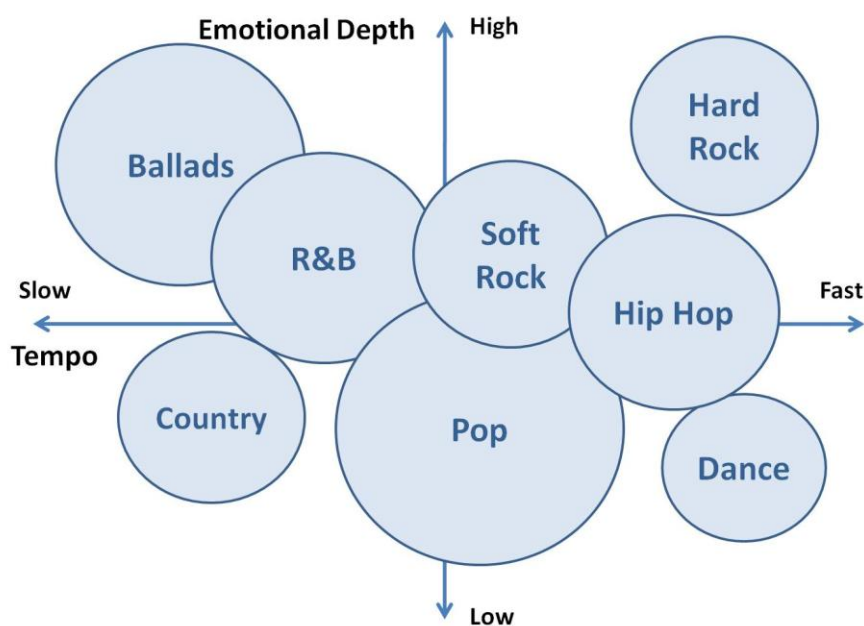 Emotional Depth
High
Hard
Rock
Ballads
R&B
Soft
Rock
Slow
Fast
Hip Hop
Tempo
Country
Pop
Dance
Low